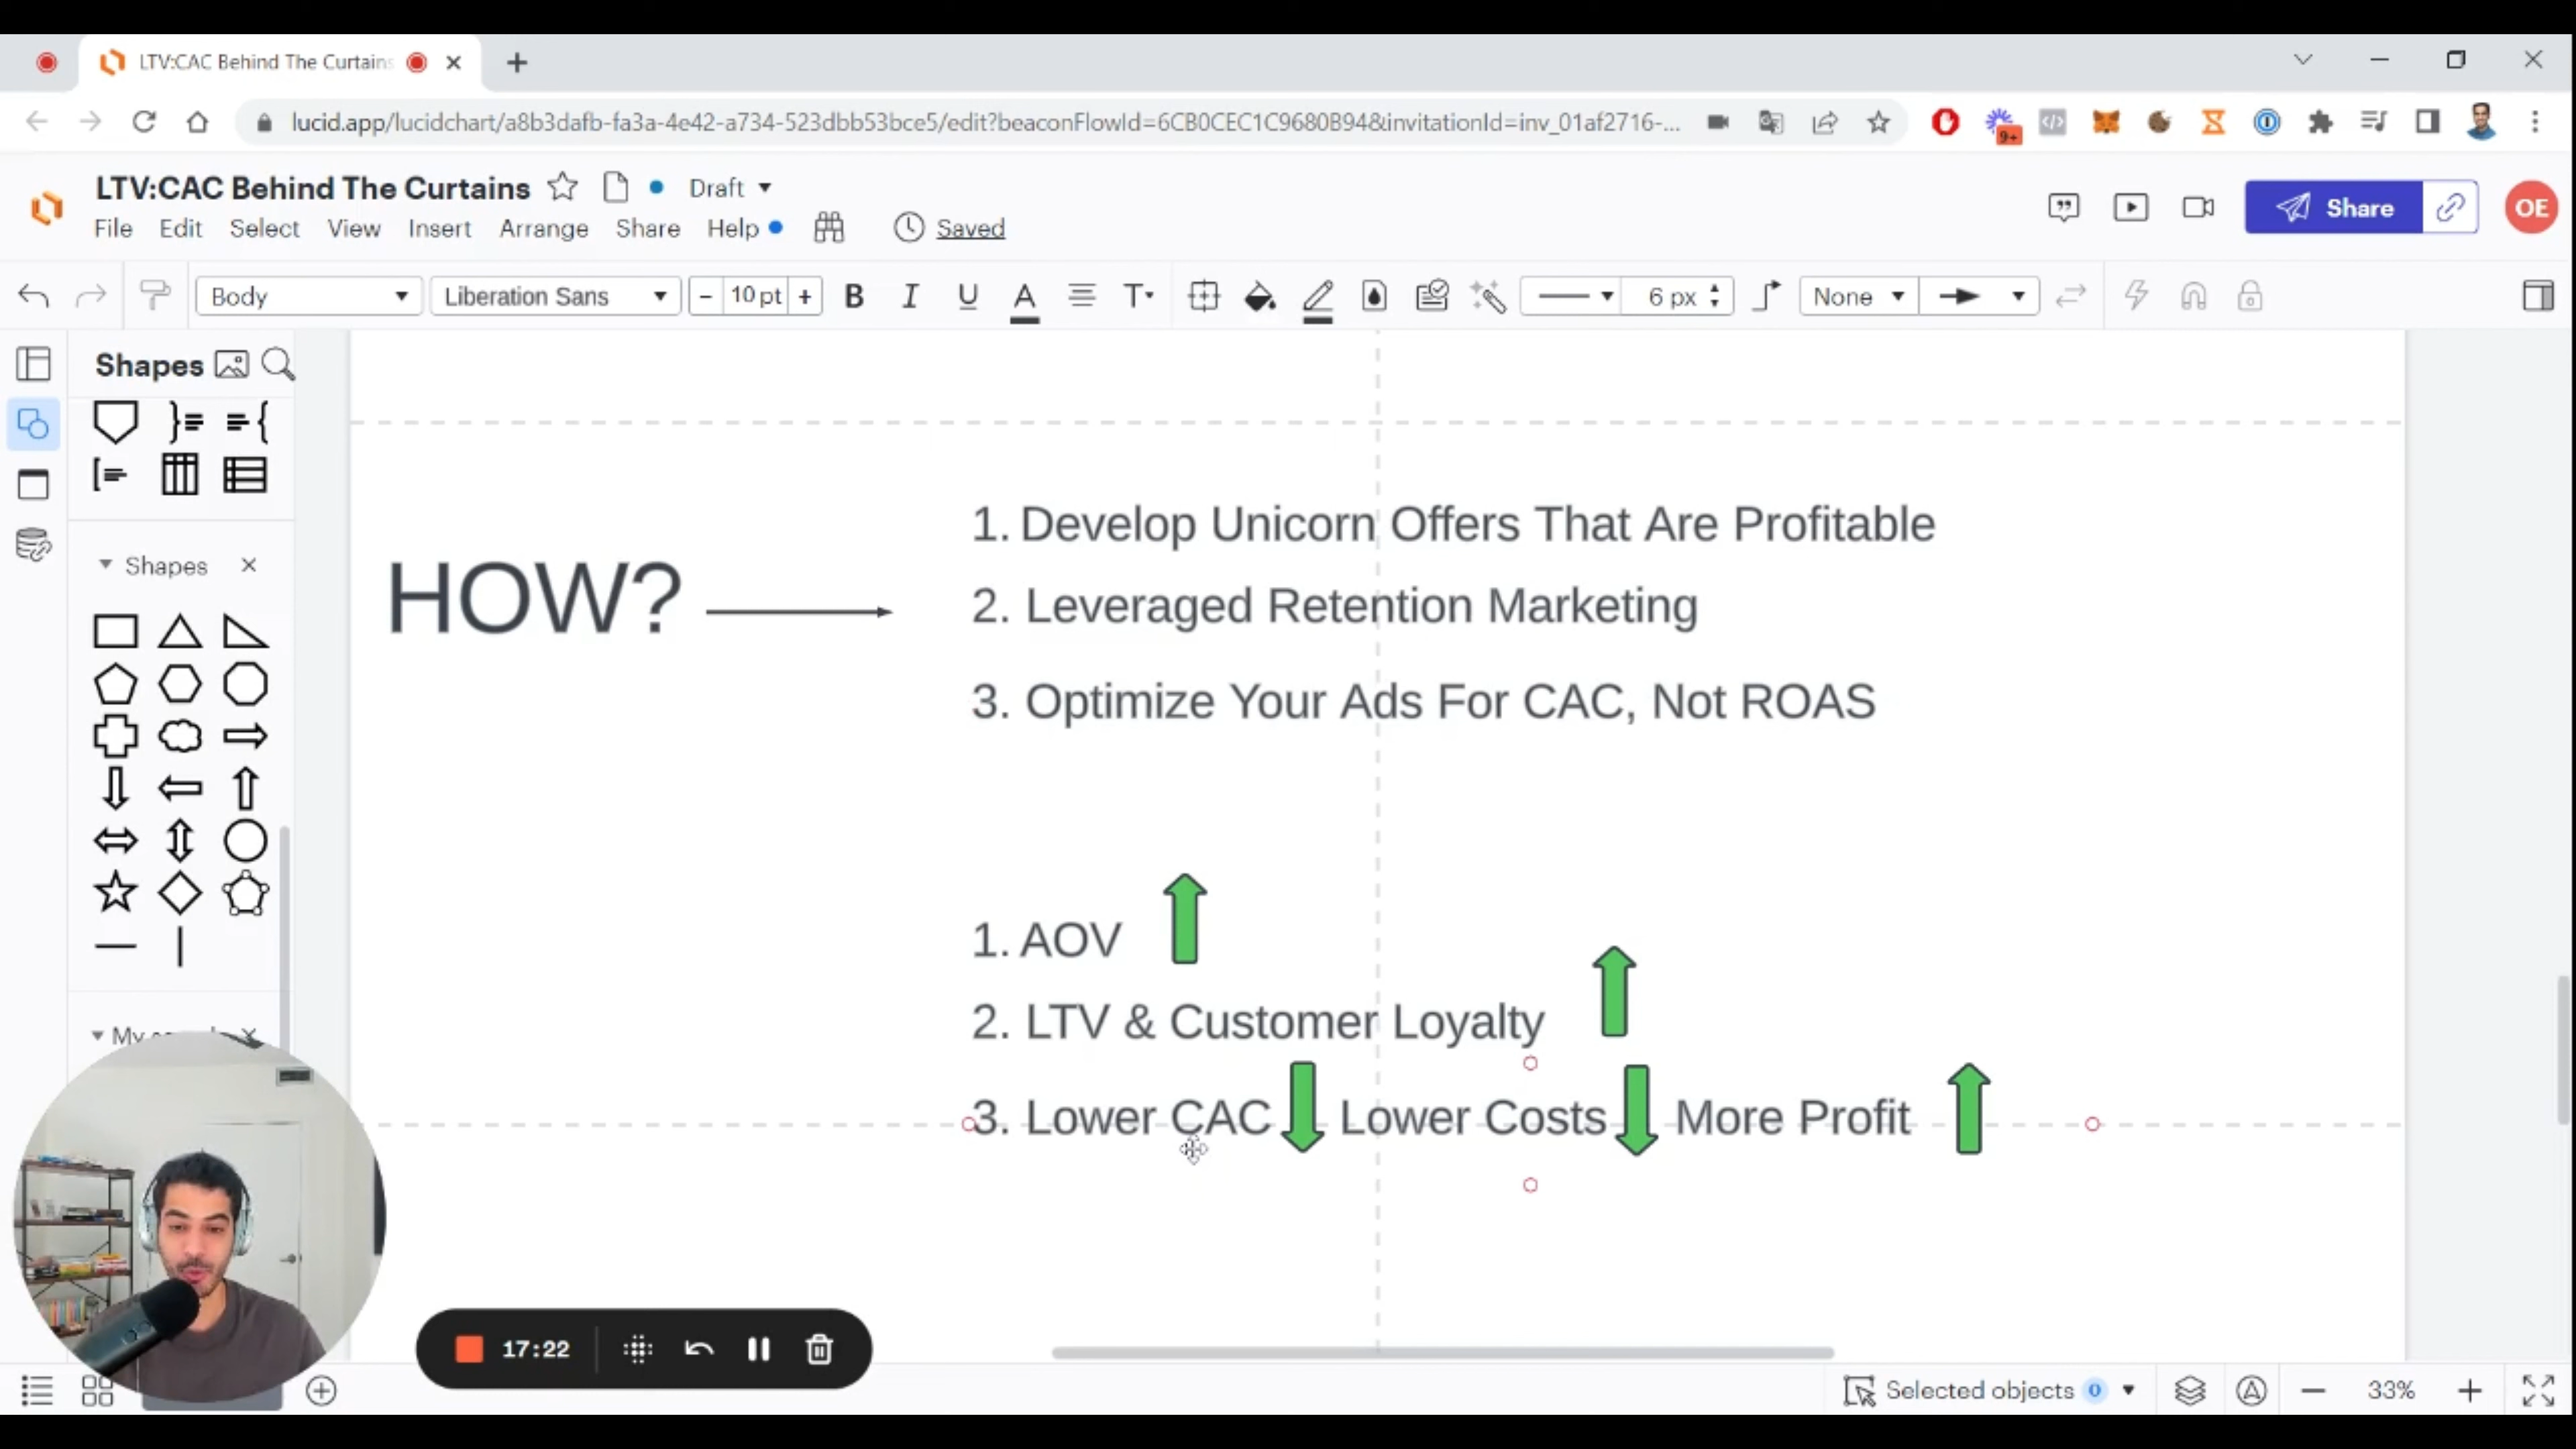 LTV:CAC Behind The Curtains
lucid.app/lucidchart/a8b3dafb-fa3a-4e42-a734-523dbb53bce5/edit?beaconFlowId=6CB0CEC1C9680B94&invitationId=inv_01af2716-...
9+
LTV:CAC Behind The Curtains
Draft
Share
OE
File Edit Select View Insert Arrange Share Help Saved
Body
Liberation Sans
- 10 pt +
B I U A T
6 px
None
Shapes
Shapes
HOW?
1. Develop Unicorn Offers That Are Profitable
2. Leveraged Retention Marketing
3. Optimize Your Ads For CAC, Not ROAS
1. AOV
2. LTV & Customer Loyalty
3. Lower CAC Lower Costs More Profit
My
17:22
Selected objects 0
33%